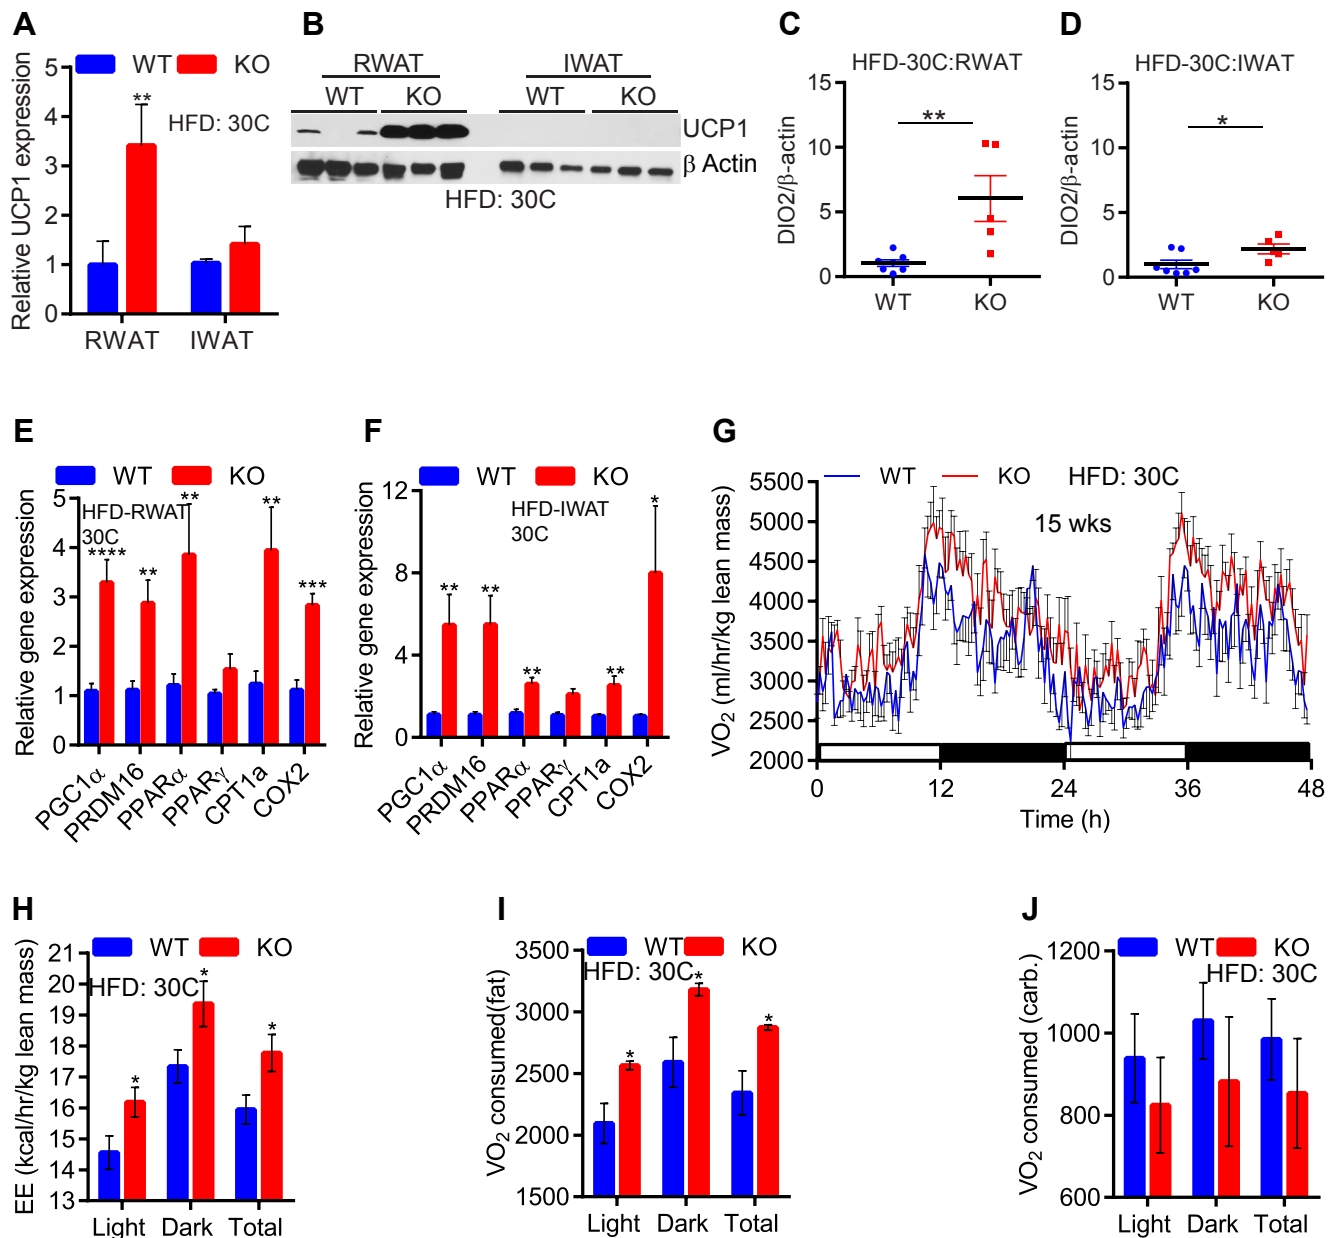 A
WT KO
Relative UCP1 expression
5
4
3
2
1
0
**
HFD: 30C
RWAT IWAT
B
RWAT IWAT
WT KO WT KO
UCP1
β Actin
HFD: 30C
C
HFD-30C:RWAT
DIO2/β-actin
15
10
5
0
**
WT KO
D
HFD-30C:IWAT
DIO2/β-actin
15
10
5
0
*
WT KO
E
WT KO
Relative gene expression
5
4
3
2
1
0
HFD-RWAT
30C
**** ** ** ** ***
PGC1α PRDM16 PPARα PPARγ CPT1a COX2
F
WT KO
Relative gene expression
12
8
4
0
HFD-IWAT
30C
** ** ** ** *
PGC1α PRDM16 PPARα PPARγ CPT1a COX2
G
WT KO HFD: 30C
15 wks
VO2 (ml/hr/kg lean mass)
5500
5000
4500
4000
3500
3000
2500
2000
0 12 24 36 48
Time (h)
H
WT KO
HFD: 30C
EE (kcal/hr/kg lean mass)
21
20
19
18
17
16
15
14
13
* * *
Light Dark Total
I
WT KO
HFD: 30C
VO2 consumed(fat)
3500
3000
2500
2000
1500
* * *
Light Dark Total
J
WT KO
HFD: 30C
VO2 consumed (carb.)
1200
1000
800
600
Light Dark Total